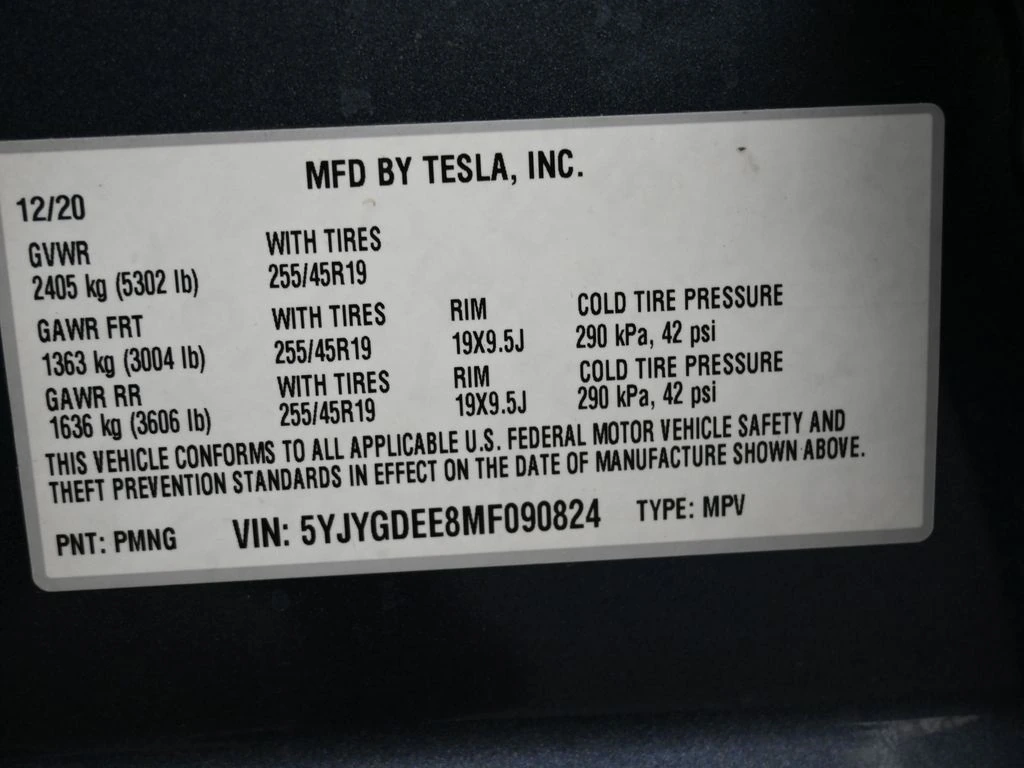 MFD BY TESLA, INC.
12/20
GVWR WITH TIRES
2405 kg (5302 lb) 255/45R19
GAWR FRT WITH TIRES RIM COLD TIRE PRESSURE
1363 kg (3004 lb) 255/45R19 19X9.5J 290 kPa, 42 psi
GAWR RR WITH TIRES RIM COLD TIRE PRESSURE
1636 kg (3606 lb) 255/45R19 19X9.5J 290 kPa, 42 psi
THIS VEHICLE CONFORMS TO ALL APPLICABLE U.S. FEDERAL MOTOR VEHICLE SAFETY AND
THEFT PREVENTION STANDARDS IN EFFECT ON THE DATE OF MANUFACTURE SHOWN ABOVE.
PNT: PMNG VIN: 5YJYGDEE8MF090824 TYPE: MPV